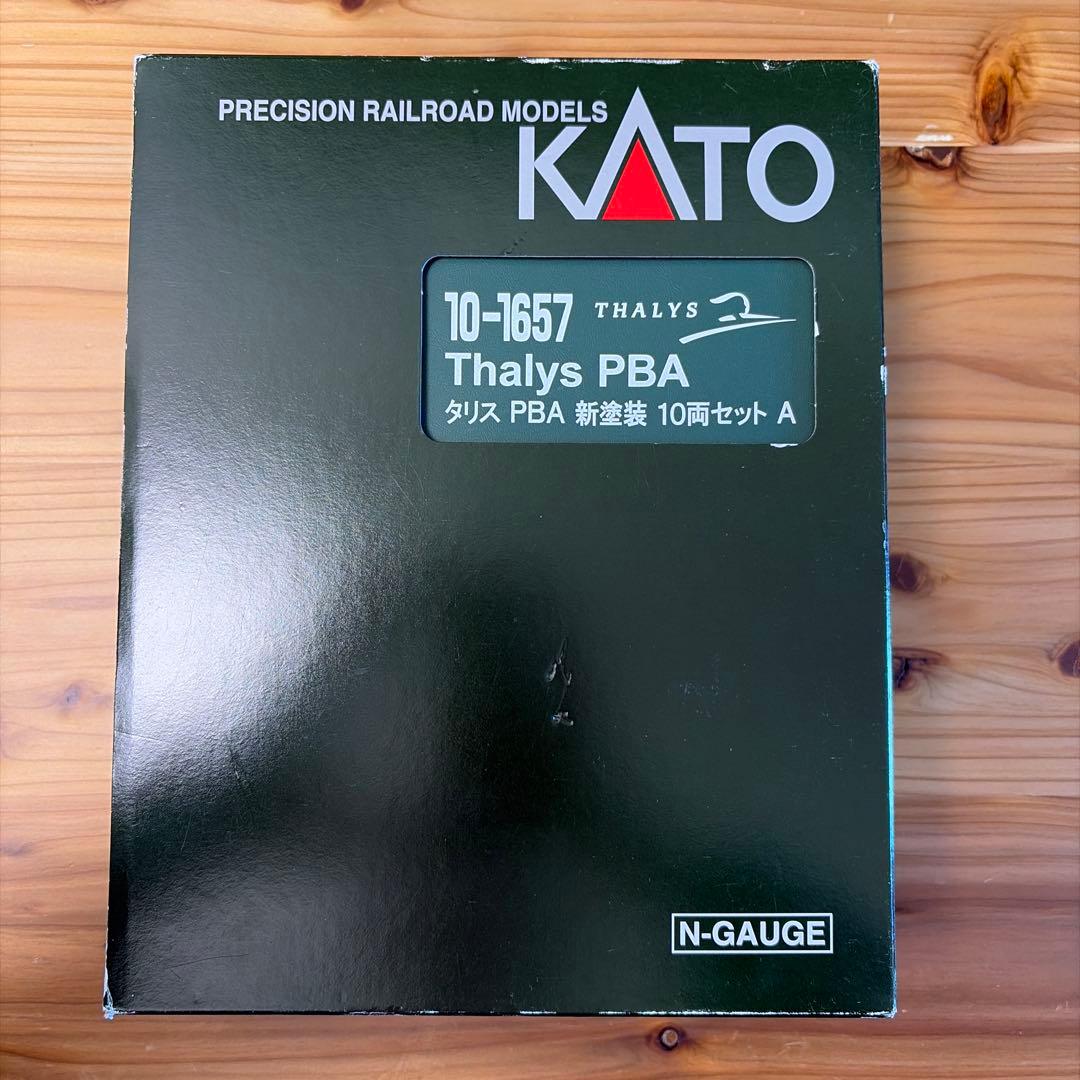 PRECISION RAILROAD MODELS
KATO
10-1657 THALYS
Thalys PBA
タリス PBA 新塗装 10両セット A
N-GAUGE